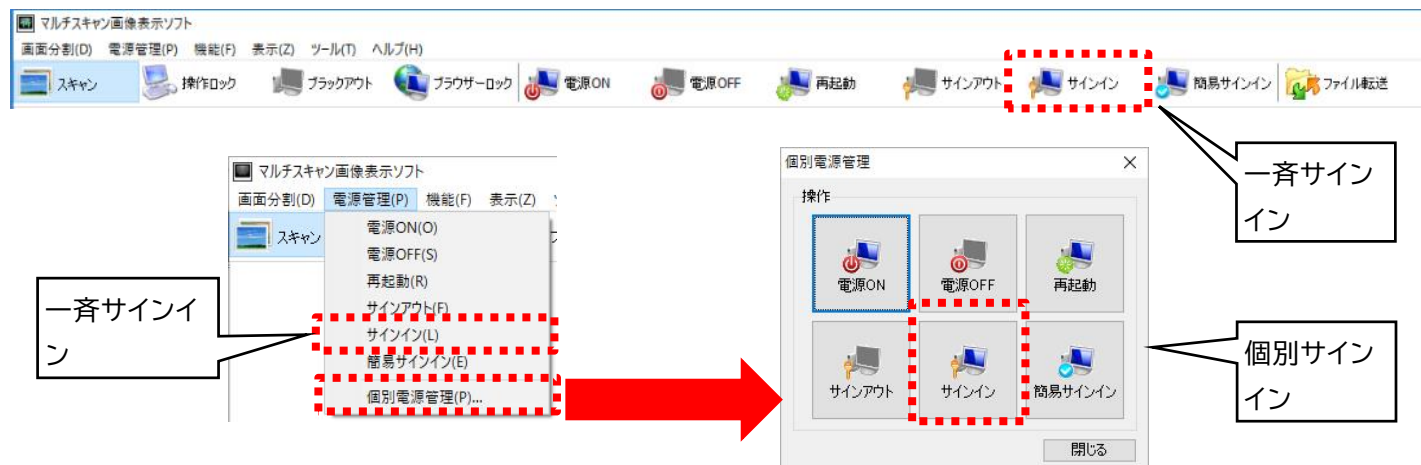 マルチスキャン画像表示ソフト
画面分割(D) 電源管理(P) 機能(F) 表示(Z) ツール(T) ヘルプ(H)
スキャン 操作ロック ブラックアウト ブラウザーロック 電源ON 電源OFF 再起動 サインアウト サインイン 簡易サインイン ファイル転送
一斉サイン
イン
マルチスキャン画像表示ソフト
画面分割(D) 電源管理(P) 機能(F) 表示(Z)
スキャン
電源ON(O)
電源OFF(S)
再起動(R)
サインアウト(F)
サインイン(L)
簡易サインイン(E)
個別電源管理(P)...
一斉サインイ
ン
個別電源管理
操作
電源ON 電源OFF 再起動
サインアウト サインイン 簡易サインイン
閉じる
個別サイン
イン